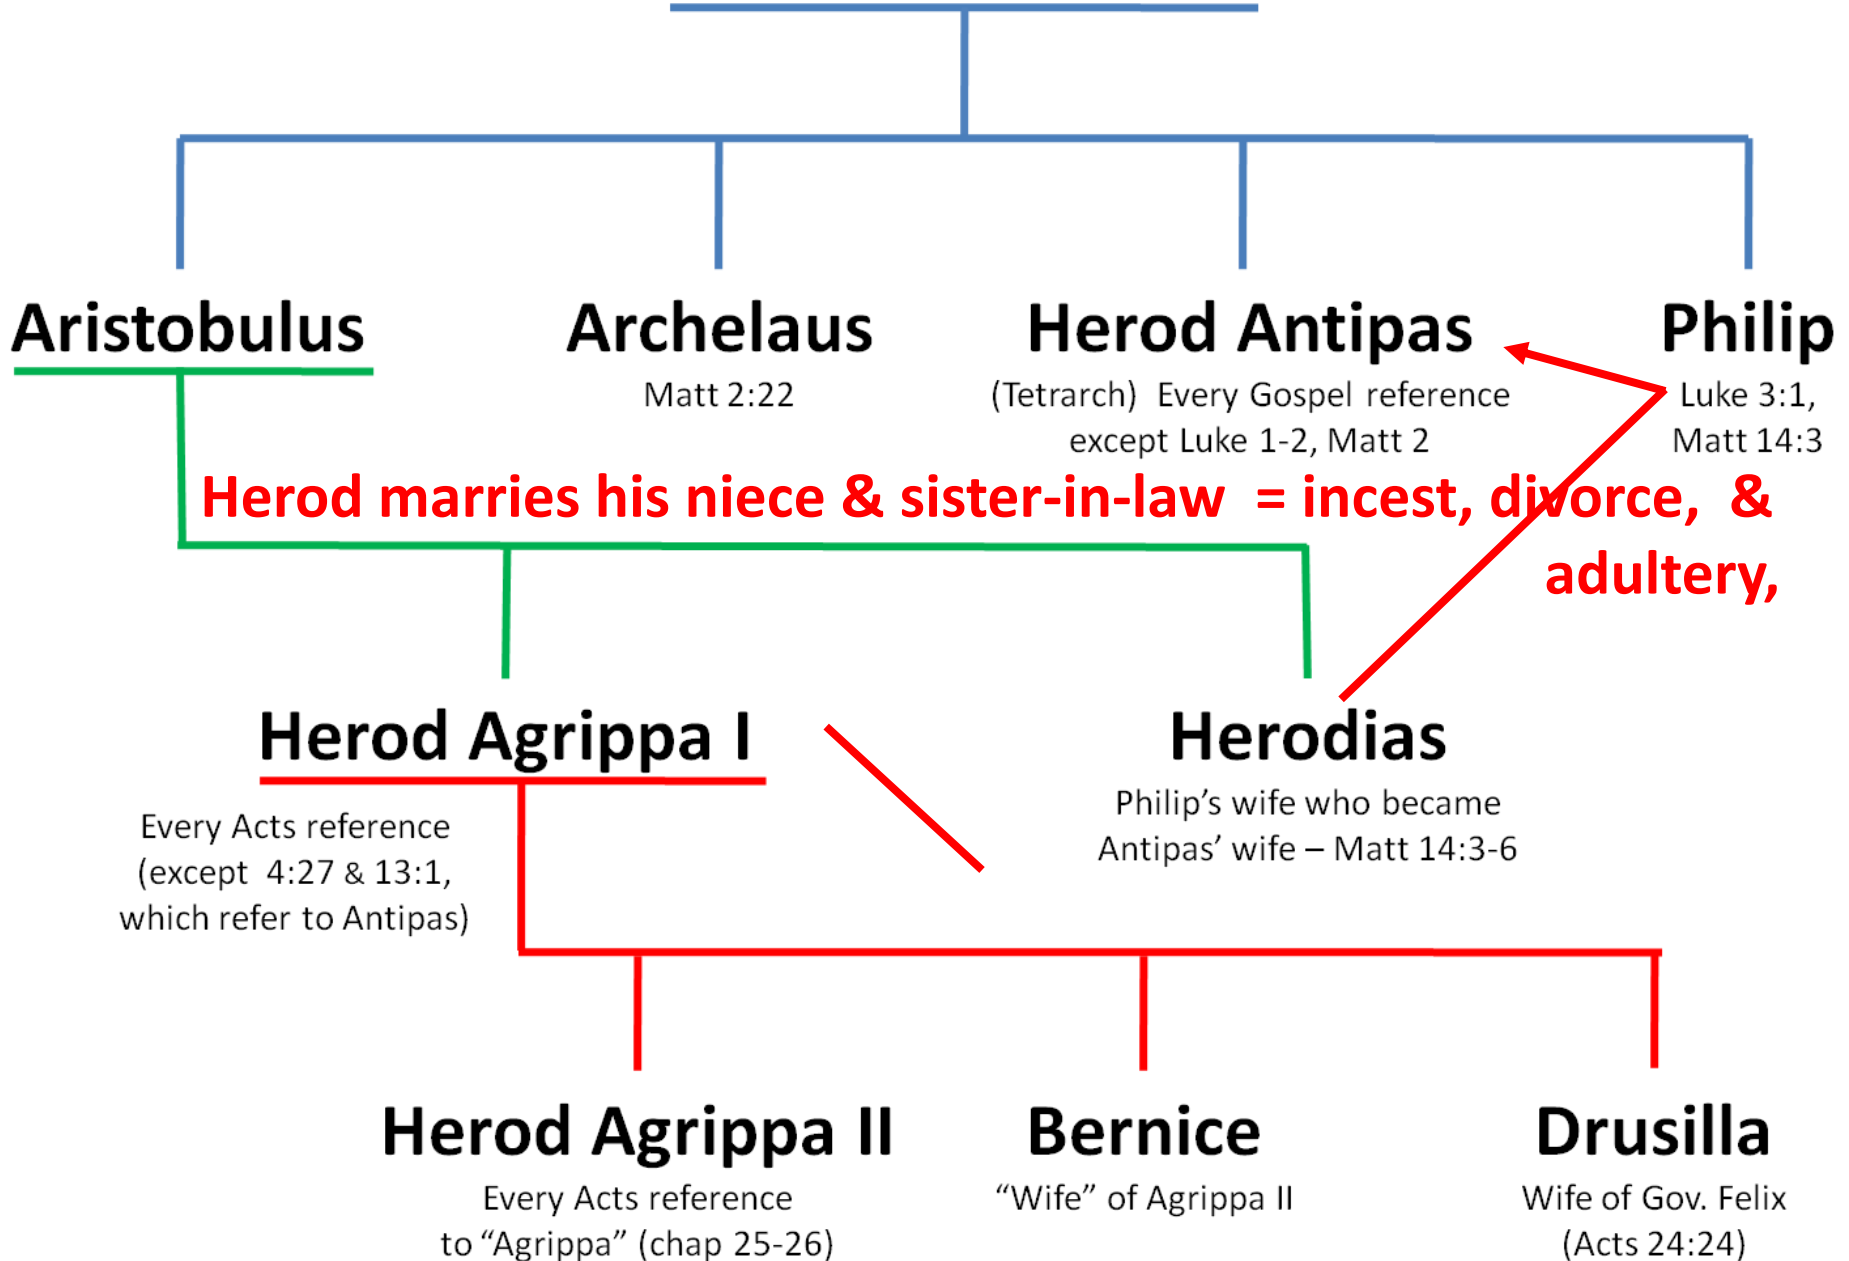 Aristobulus
Archelaus
Matt 2:22
Herod Antipas
(Tetrarch)  Every Gospel reference
except Luke 1-2, Matt 2
Philip
Luke 3:1,
Matt 14:3
Herod marries his niece & sister-in-law  = incest, divorce,  &
adultery,
Herod Agrippa I
Every Acts reference
(except  4:27 & 13:1,
which refer to Antipas)
Herodias
Philip’s wife who became
Antipas’ wife – Matt 14:3-6
Herod Agrippa II
Every Acts reference
to “Agrippa” (chap 25-26)
Bernice
“Wife” of Agrippa II
Drusilla
Wife of Gov. Felix
(Acts 24:24)